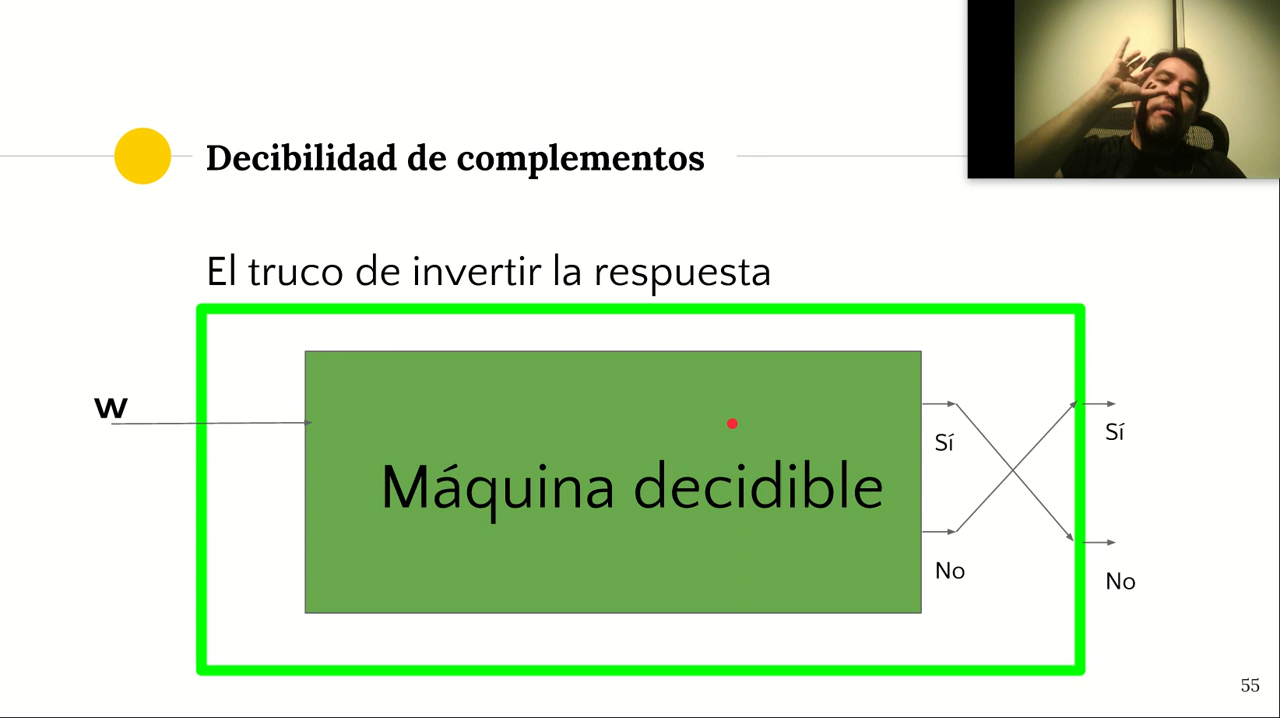 Decibilidad de complementos
El truco de invertir la respuesta
w
Máquina decidible
Sí
No
Sí
No
55